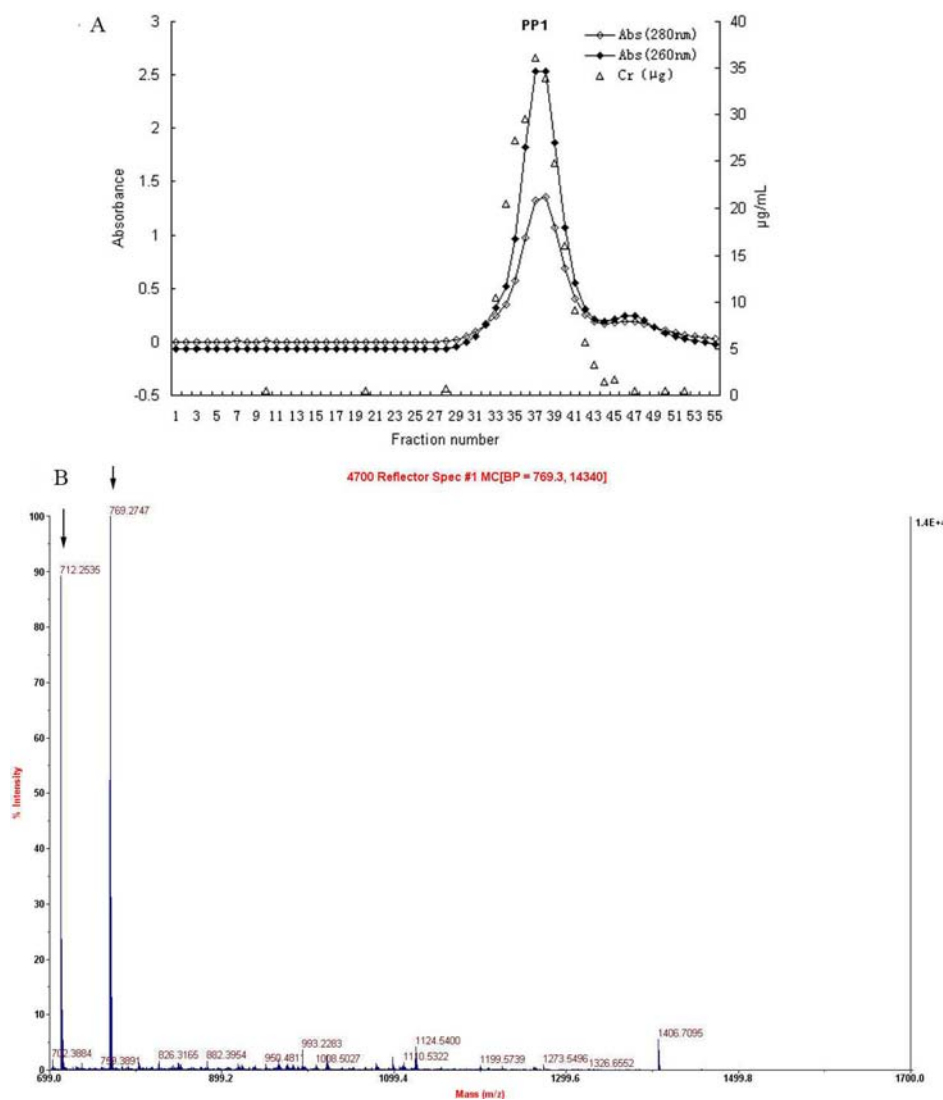 A
PP1
Abs(280nm)
Abs(260nm)
Cr (μg)
3
2.5
2
1.5
1
0.5
0
-0.5
Absorbance
40
35
30
25
20
15
10
5
0
μg/mL
1 3 5 7 9 11 13 15 17 19 21 23 25 27 29 31 33 35 37 39 41 43 45 47 49 51 53 55
Fraction number
B
4700 Reflector Spec #1 MC[BP = 769.3, 14340]
769.2747
712.2535
1.4E+4
100
90
80
70
60
50
40
30
20
10
0
% Intensity
702.3884
769.3891
826.3165
882.3954
950.4811
993.2283
1008.5027
1110.5322
1124.5400
1199.5739
1273.5496
1326.6552
1406.7095
699.0 899.2 1099.4 1299.6 1499.8 1700.0
Mass (m/z)